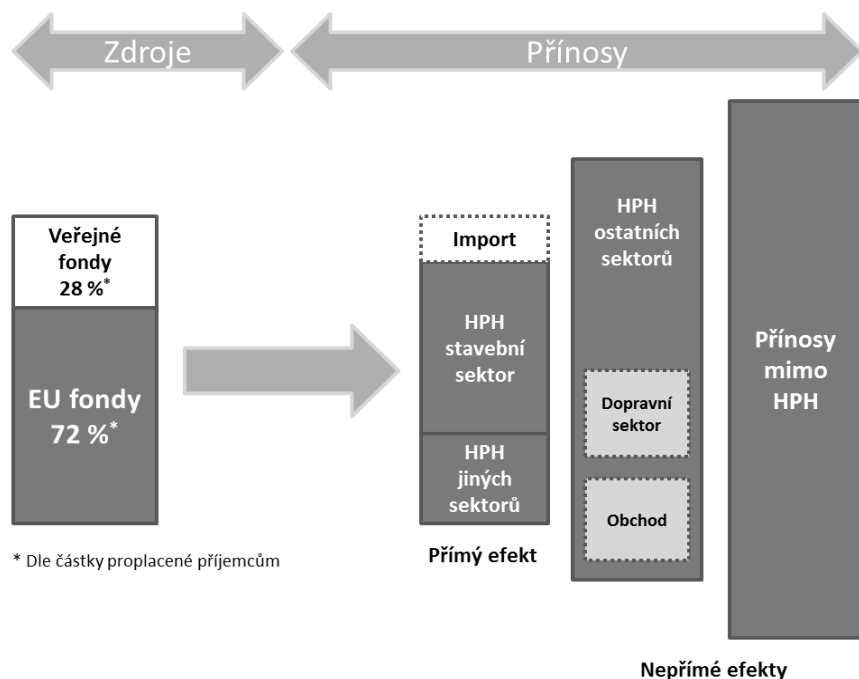 Zdroje
Přínosy
Veřejné
fondy
28 %*
EU fondy
72 %*
* Dle částky proplacené příjemcům
Import
HPH
stavební
sektor
HPH
jiných
sektorů
Přímý efekt
HPH
ostatních
sektorů
Dopravní
sektor
Obchod
Přínosy
mimo
HPH
Nepřímé efekty